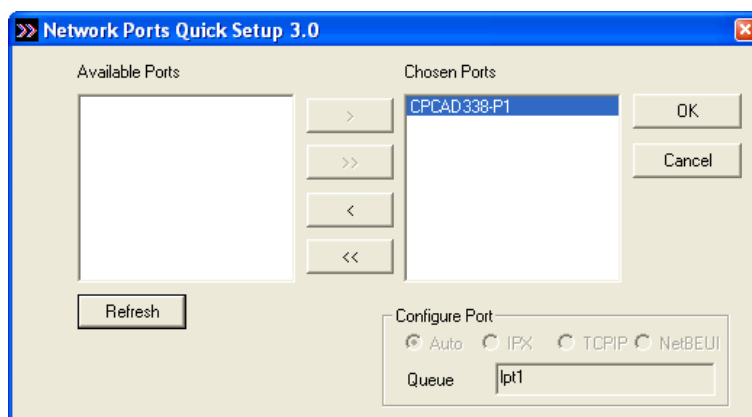 >> Network Ports Quick Setup 3.0
Available Ports
Chosen Ports
CPCAD338-P1
>
>>
<
<<
OK
Cancel
Refresh
Configure Port
Auto IPX TCPIP NetBEUI
Queue lpt1